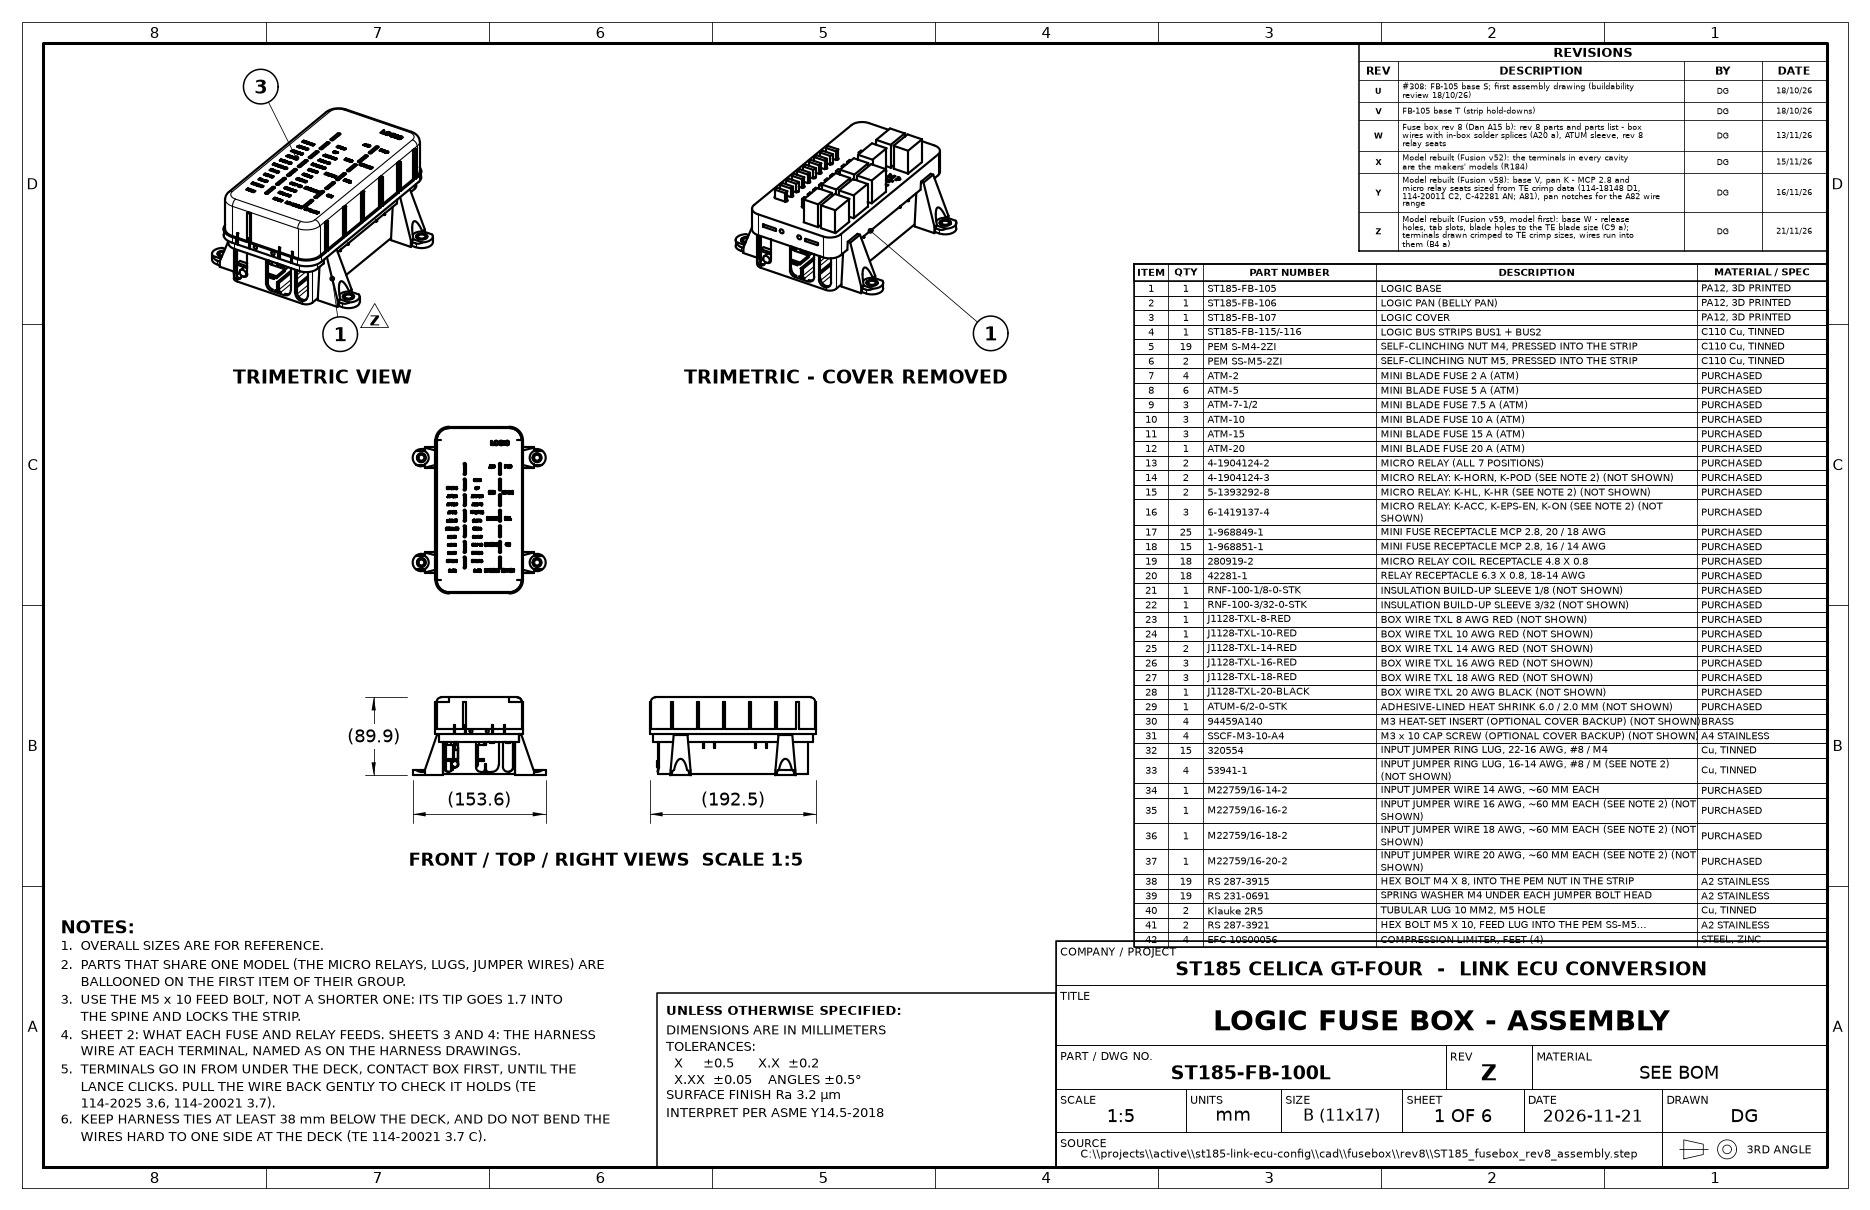 8 7 6 5 4 3 2 1
D
C
B
A
D
C
B
A
REVISIONS
REV DESCRIPTION BY DATE
U #308: FB-105 base S; first assembly drawing (buildability DG 18/10/26
review 18/10/26)
V FB-105 base T (strip hold-downs) DG 18/10/26
W Fuse box rev 8 (Dan A15 b): rev 8 parts and parts list - box DG 13/11/26
wires with in-box solder splices (A20 a), ATUM sleeve, rev 8
relay seats
X Model rebuilt (Fusion v52): the terminals in every cavity DG 15/11/26
are the makers' models (R184)
Y Model rebuilt (Fusion v58): base V, pan K - MCP 2.8 and DG 16/11/26
micro relay seats sized from TE crimp data (114-18148 D1,
114-20011 C2, C-42281 AN; A81), pan notches for the A82 wire
range
Z Model rebuilt (Fusion v59, model first): base W - release DG 21/11/26
holes, tab slots, blade holes to the TE blade size (C9 a);
terminals drawn crimped to TE crimp sizes, wires run into
them (B4 a)
3
LOGIC
1
Z
TRIMETRIC VIEW
1
TRIMETRIC - COVER REMOVED
LOGIC
(89.9)
(153.6)
(192.5)
FRONT / TOP / RIGHT VIEWS SCALE 1:5
ITEM QTY PART NUMBER DESCRIPTION MATERIAL / SPEC
1 1 ST185-FB-105 LOGIC BASE PA12, 3D PRINTED
2 1 ST185-FB-106 LOGIC PAN (BELLY PAN) PA12, 3D PRINTED
3 1 ST185-FB-107 LOGIC COVER PA12, 3D PRINTED
4 1 ST185-FB-115/-116 LOGIC BUS STRIPS BUS1 + BUS2 C110 Cu, TINNED
5 19 PEM S-M4-2ZI SELF-CLINCHING NUT M4, PRESSED INTO THE STRIP C110 Cu, TINNED
6 2 PEM SS-M5-2ZI SELF-CLINCHING NUT M5, PRESSED INTO THE STRIP C110 Cu, TINNED
7 4 ATM-2 MINI BLADE FUSE 2 A (ATM) PURCHASED
8 6 ATM-5 MINI BLADE FUSE 5 A (ATM) PURCHASED
9 3 ATM-7-1/2 MINI BLADE FUSE 7.5 A (ATM) PURCHASED
10 3 ATM-10 MINI BLADE FUSE 10 A (ATM) PURCHASED
11 3 ATM-15 MINI BLADE FUSE 15 A (ATM) PURCHASED
12 1 ATM-20 MINI BLADE FUSE 20 A (ATM) PURCHASED
13 2 4-1904124-2 MICRO RELAY (ALL 7 POSITIONS) PURCHASED
14 2 4-1904124-3 MICRO RELAY: K-HORN, K-POD (SEE NOTE 2) (NOT SHOWN) PURCHASED
15 2 5-1393292-8 MICRO RELAY: K-HL, K-HR (SEE NOTE 2) (NOT SHOWN) PURCHASED
16 3 6-1419137-4 MICRO RELAY: K-ACC, K-EPS-EN, K-ON (SEE NOTE 2) (NOT PURCHASED
SHOWN)
17 25 1-968849-1 MINI FUSE RECEPTACLE MCP 2.8, 20 / 18 AWG PURCHASED
18 15 1-968851-1 MINI FUSE RECEPTACLE MCP 2.8, 16 / 14 AWG PURCHASED
19 18 280919-2 MICRO RELAY COIL RECEPTACLE 4.8 X 0.8 PURCHASED
20 18 42281-1 RELAY RECEPTACLE 6.3 X 0.8, 18-14 AWG PURCHASED
21 1 RNF-100-1/8-0-STK INSULATION BUILD-UP SLEEVE 1/8 (NOT SHOWN) PURCHASED
22 1 RNF-100-3/32-0-STK INSULATION BUILD-UP SLEEVE 3/32 (NOT SHOWN) PURCHASED
23 1 J1128-TXL-8-RED BOX WIRE TXL 8 AWG RED (NOT SHOWN) PURCHASED
24 1 J1128-TXL-10-RED BOX WIRE TXL 10 AWG RED (NOT SHOWN) PURCHASED
25 2 J1128-TXL-14-RED BOX WIRE TXL 14 AWG RED (NOT SHOWN) PURCHASED
26 3 J1128-TXL-16-RED BOX WIRE TXL 16 AWG RED (NOT SHOWN) PURCHASED
27 3 J1128-TXL-18-RED BOX WIRE TXL 18 AWG RED (NOT SHOWN) PURCHASED
28 1 J1128-TXL-20-BLACK BOX WIRE TXL 20 AWG BLACK (NOT SHOWN) PURCHASED
29 1 ATUM-6/2-0-STK ADHESIVE-LINED HEAT SHRINK 6.0 / 2.0 MM (NOT SHOWN) PURCHASED
30 4 94459A140 M3 HEAT-SET INSERT (OPTIONAL COVER BACKUP) (NOT SHOWN) BRASS
31 4 SSCF-M3-10-A4 M3 x 10 CAP SCREW (OPTIONAL COVER BACKUP) (NOT SHOWN) A4 STAINLESS
32 15 320554 INPUT JUMPER RING LUG, 22-16 AWG, #8 / M4 Cu, TINNED
33 4 53941-1 INPUT JUMPER RING LUG, 16-14 AWG, #8 / M (SEE NOTE 2) Cu, TINNED
(NOT SHOWN)
34 1 M22759/16-14-2 INPUT JUMPER WIRE 14 AWG, ~60 MM EACH PURCHASED
35 1 M22759/16-16-2 INPUT JUMPER WIRE 16 AWG, ~60 MM EACH (SEE NOTE 2) (NOT PURCHASED
SHOWN)
36 1 M22759/16-18-2 INPUT JUMPER WIRE 18 AWG, ~60 MM EACH (SEE NOTE 2) (NOT PURCHASED
SHOWN)
37 1 M22759/16-20-2 INPUT JUMPER WIRE 20 AWG, ~60 MM EACH (SEE NOTE 2) (NOT PURCHASED
SHOWN)
38 19 RS 287-3915 HEX BOLT M4 X 8, INTO THE PEM NUT IN THE STRIP A2 STAINLESS
39 19 RS 231-0691 SPRING WASHER M4 UNDER EACH JUMPER BOLT HEAD A2 STAINLESS
40 2 Klauke 2R5 TUBULAR LUG 10 MM2, M5 HOLE Cu, TINNED
41 2 RS 287-3921 HEX BOLT M5 X 10, FEED LUG INTO THE PEM SS-M5... A2 STAINLESS
42 4 EFC-10S00056 COMPRESSION LIMITER, FEET (4) STEEL, ZINC
NOTES:
1. OVERALL SIZES ARE FOR REFERENCE.
2. PARTS THAT SHARE ONE MODEL (THE MICRO RELAYS, LUGS, JUMPER WIRES) ARE
BALLOONED ON THE FIRST ITEM OF THEIR GROUP.
3. USE THE M5 x 10 FEED BOLT, NOT A SHORTER ONE: ITS TIP GOES 1.7 INTO
THE SPINE AND LOCKS THE STRIP.
4. SHEET 2: WHAT EACH FUSE AND RELAY FEEDS. SHEETS 3 AND 4: THE HARNESS
WIRE AT EACH TERMINAL, NAMED AS ON THE HARNESS DRAWINGS.
5. TERMINALS GO IN FROM UNDER THE DECK, CONTACT BOX FIRST, UNTIL THE
LANCE CLICKS. PULL THE WIRE BACK GENTLY TO CHECK IT HOLDS (TE
114-2025 3.6, 114-20021 3.7).
6. KEEP HARNESS TIES AT LEAST 38 mm BELOW THE DECK, AND DO NOT BEND THE
WIRES HARD TO ONE SIDE AT THE DECK (TE 114-20021 3.7 C).
UNLESS OTHERWISE SPECIFIED:
DIMENSIONS ARE IN MILLIMETERS
TOLERANCES:
X ±0.5 X.X ±0.2
X.XX ±0.05 ANGLES ±0.5°
SURFACE FINISH Ra 3.2 µm
INTERPRET PER ASME Y14.5-2018
COMPANY / PROJECT
ST185 CELICA GT-FOUR - LINK ECU CONVERSION
TITLE
LOGIC FUSE BOX - ASSEMBLY
PART / DWG NO. REV MATERIAL
ST185-FB-100L Z SEE BOM
SCALE UNITS SIZE SHEET DATE DRAWN
1:5 mm B (11x17) 1 OF 6 2026-11-21 DG
SOURCE
C:\\projects\\active\\st185-link-ecu-config\\cad\\fusebox\\rev8\\ST185_fusebox_rev8_assembly.step
3RD ANGLE
8 7 6 5 4 3 2 1